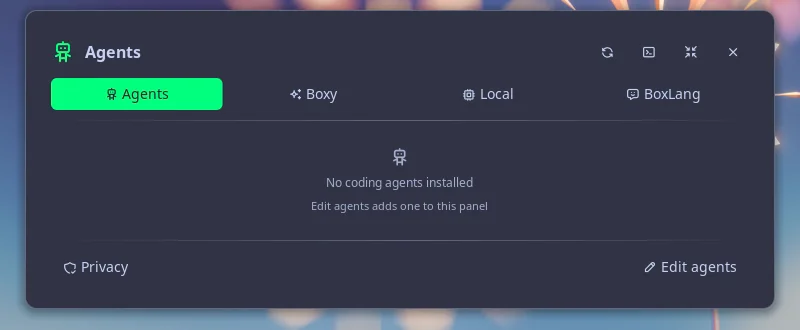 Agents
Agents
Boxy
Local
BoxLang
No coding agents installed
Edit agents adds one to this panel
Privacy
Edit agents